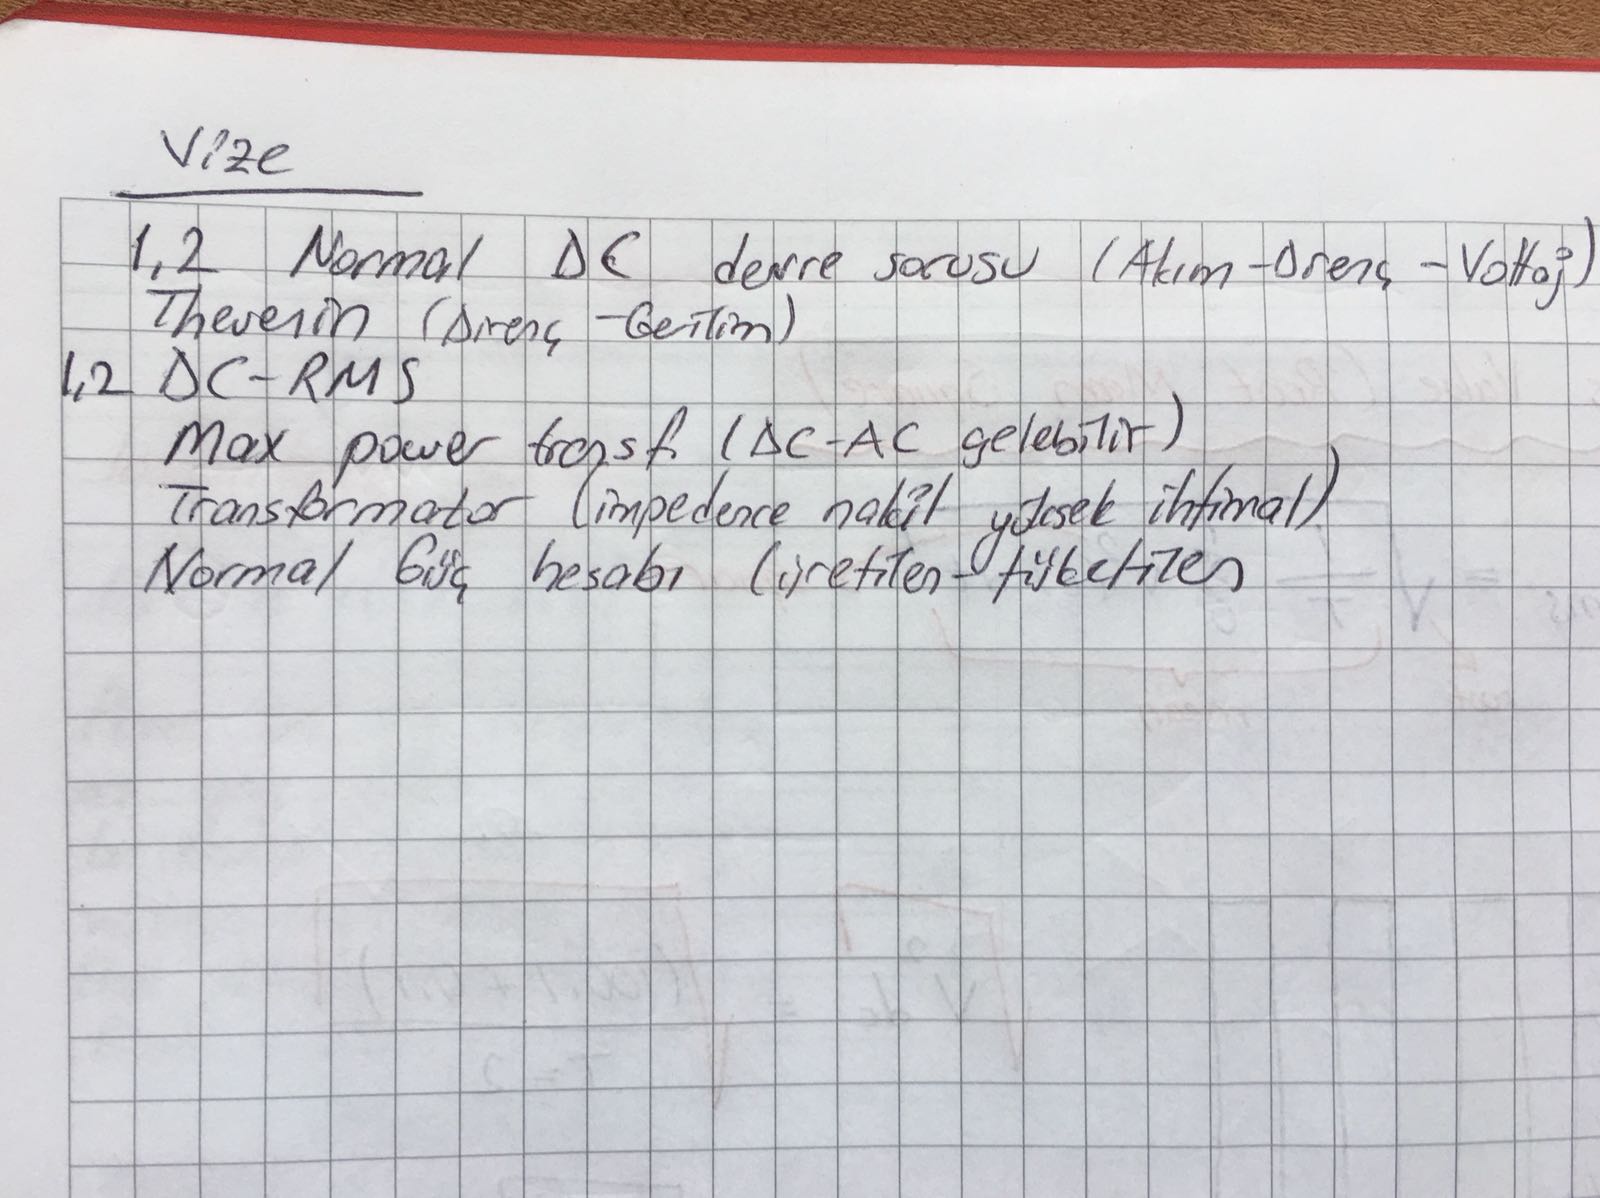 Vize
1,2 Normal DC devre sorusu (Akım-Direnç-Voltaj)
Thevenin (Direnç-Gerilim)
1,2 DC-RMS
Max power transf. (DC-AC gelebilir)
Transformator (impedence nakil yüksek ihtimal)
Normal Güç hesabı (üretilen-tüketilen